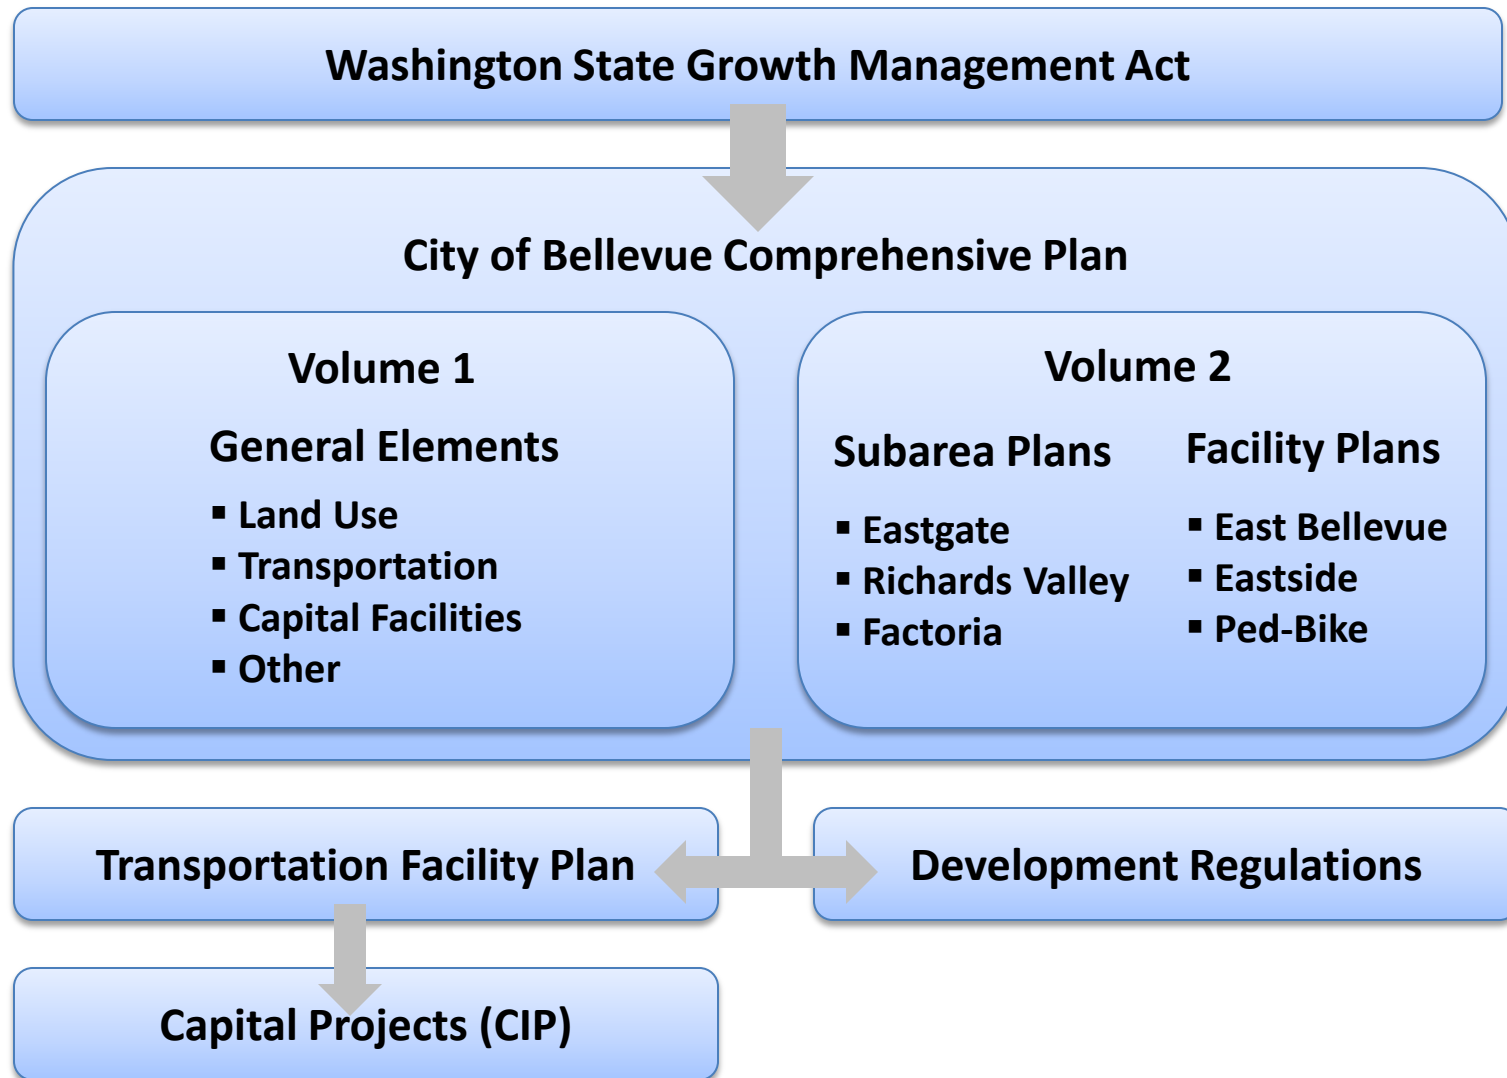 Washington State Growth Management Act
City of Bellevue Comprehensive Plan
Volume 1
General Elements
▪ Land Use
▪ Transportation
▪ Capital Facilities
▪ Other
Volume 2
Subarea Plans
▪ Eastgate
▪ Richards Valley
▪ Factoria
Facility Plans
▪ East Bellevue
▪ Eastside
▪ Ped-Bike
Transportation Facility Plan
Development Regulations
Capital Projects (CIP)